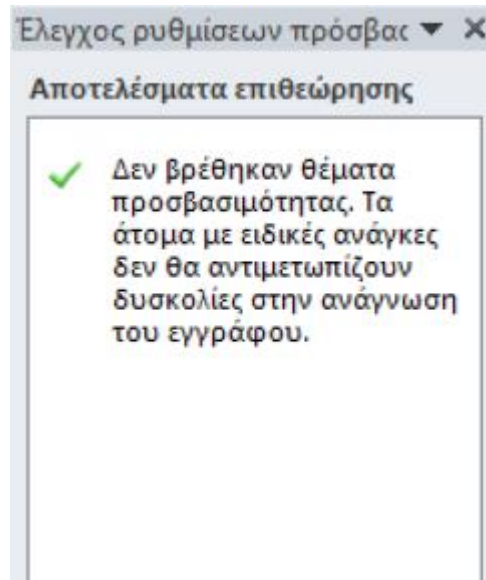 Έλεγχος ρυθμίσεων πρόσβας
Αποτελέσματα επιθεώρησης
Δεν βρέθηκαν θέματα
προσβασιμότητας. Τα
άτομα με ειδικές ανάγκες
δεν θα αντιμετωπίζουν
δυσκολίες στην ανάγνωση
του εγγράφου.